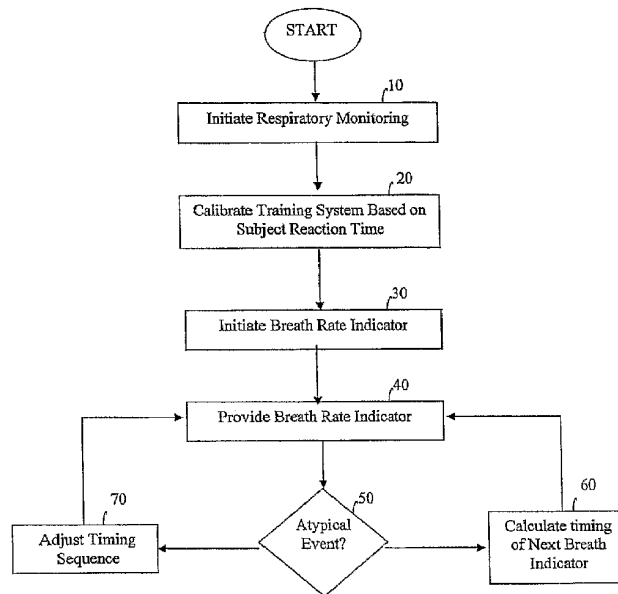 START
10
Initiate Respiratory Monitoring
20
Calibrate Training System Based on
Subject Reaction Time
30
Initiate Breath Rate Indicator
40
Provide Breath Rate Indicator
50
Atypical
Event?
70
Adjust Timing
Sequence
60
Calculate timing
of Next Breath
Indicator